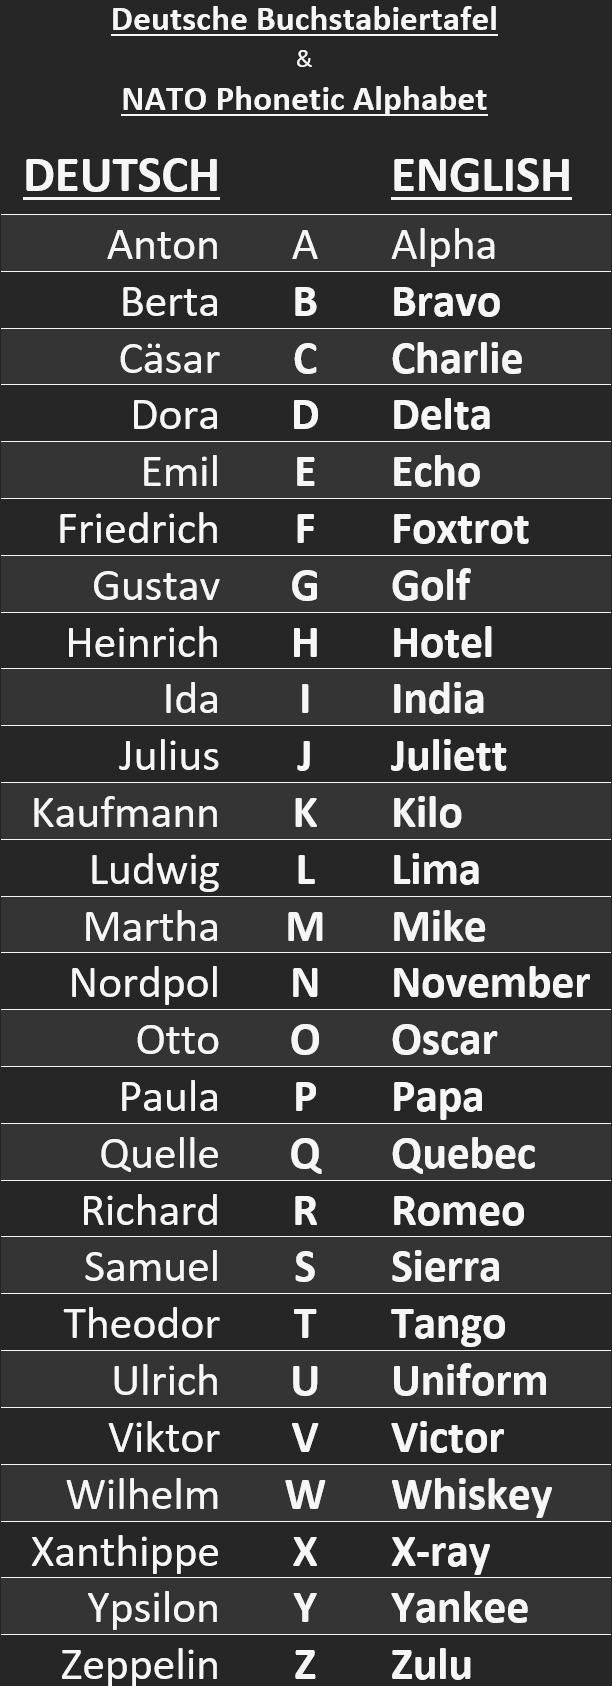 Deutsche Buchstabiertafel
&
NATO Phonetic Alphabet
DEUTSCH ENGLISH
Anton A Alpha
Berta B Bravo
Cäsar C Charlie
Dora D Delta
Emil E Echo
Friedrich F Foxtrot
Gustav G Golf
Heinrich H Hotel
Ida I India
Julius J Juliett
Kaufmann K Kilo
Ludwig L Lima
Martha M Mike
Nordpol N November
Otto O Oscar
Paula P Papa
Quelle Q Quebec
Richard R Romeo
Samuel S Sierra
Theodor T Tango
Ulrich U Uniform
Viktor V Victor
Wilhelm W Whiskey
Xanthippe X X-ray
Ypsilon Y Yankee
Zeppelin Z Zulu